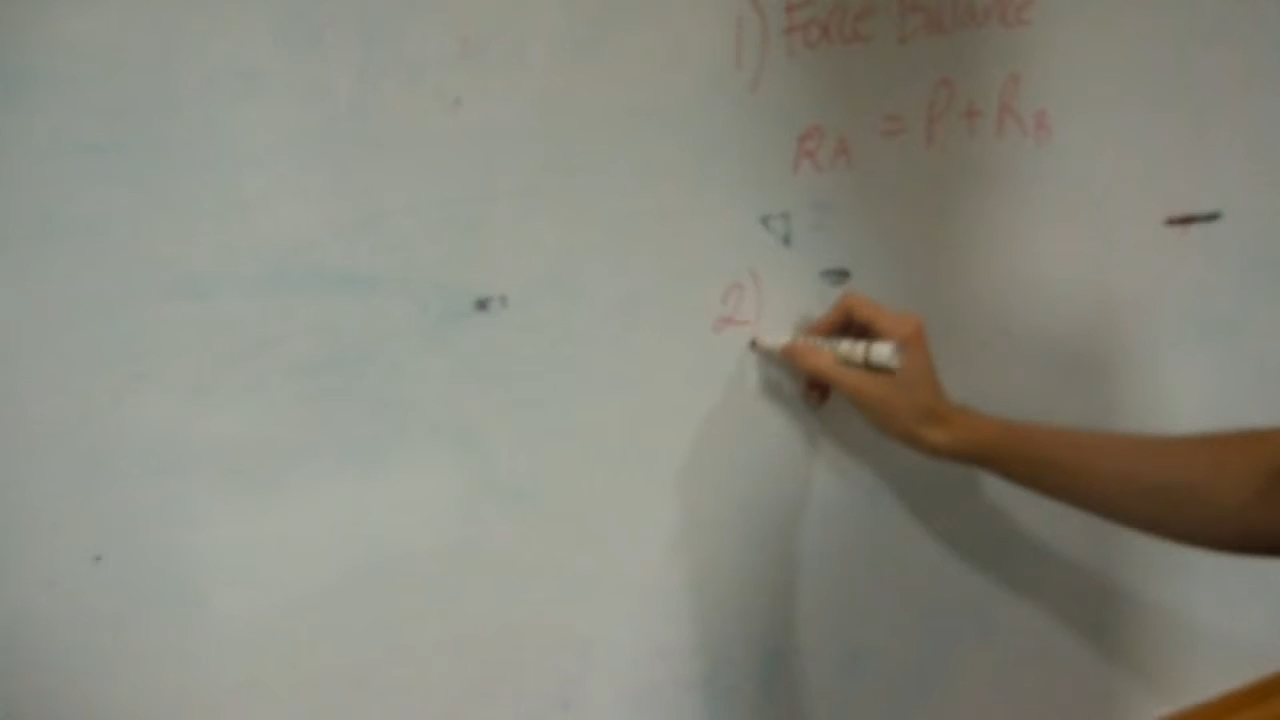 1) Force Balance
RA = P + RB
2)